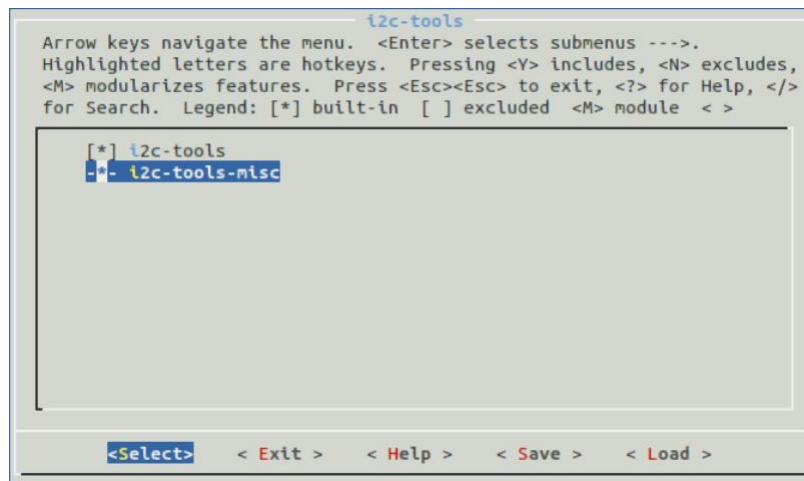 i2c-tools
Arrow keys navigate the menu.  <Enter> selects submenus --->.
Highlighted letters are hotkeys.  Pressing <Y> includes, <N> excludes,
<M> modularizes features.  Press <Esc><Esc> to exit, <?> for Help, </>
for Search.  Legend: [*] built-in  [ ] excluded  <M> module  < >
[*] i2c-tools
-*- i2c-tools-misc
<Select>    < Exit >    < Help >    < Save >    < Load >